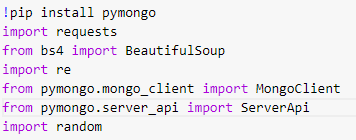 !pip install pymongo
import requests
from bs4 import BeautifulSoup
import re
from pymongo.mongo_client import MongoClient
from pymongo.server_api import ServerApi
import random